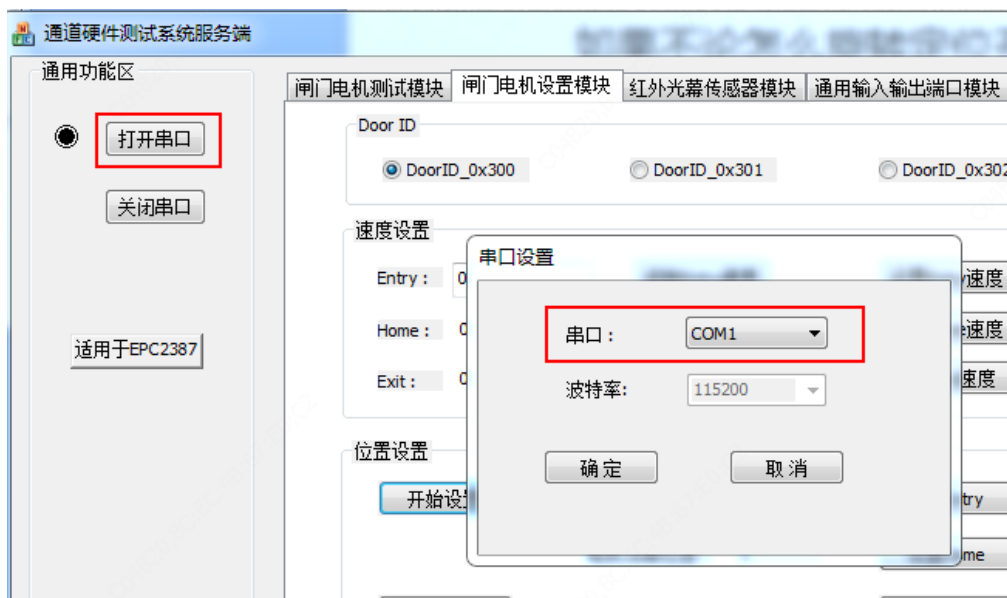 通道硬件测试系统服务端
通用功能区
打开串口
关闭串口
适用于EPC2387
闸门电机测试模块
闸门电机设置模块
红外光幕传感器模块
通用输入输出端口模块
Door ID
DoorID_0x300
DoorID_0x301
DoorID_0x302
速度设置
Entry :
0
速度
Home :
0
速度
Exit :
0
速度
串口设置
串口 :
COM1
波特率:
115200
确定
取消
位置设置
开始设
try
me